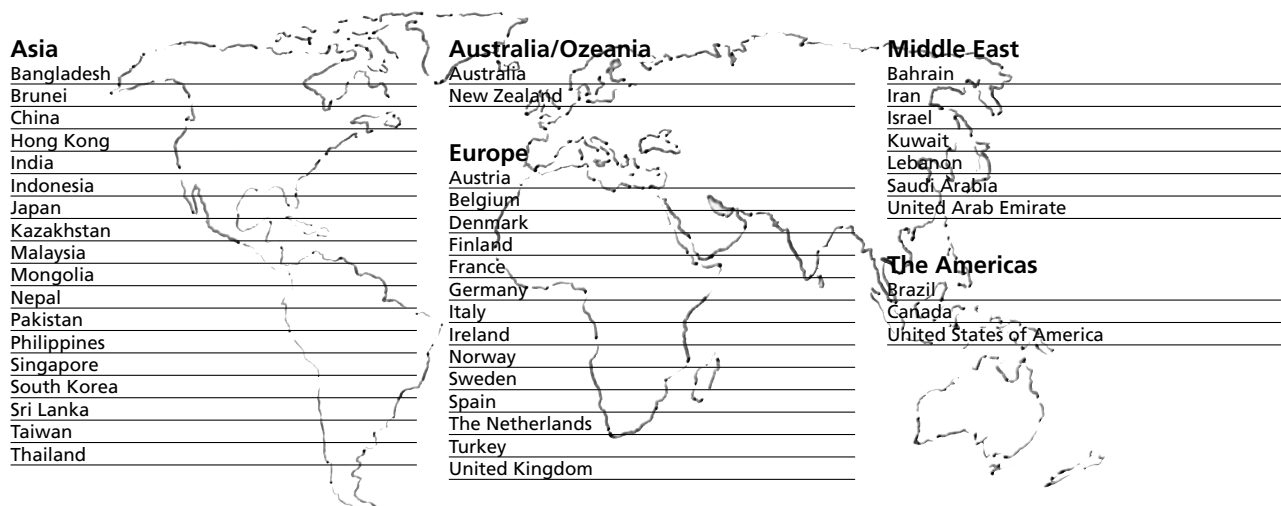 Asia
Bangladesh
Brunei
China
Hong Kong
India
Indonesia
Japan
Kazakhstan
Malaysia
Mongolia
Nepal
Pakistan
Philippines
Singapore
South Korea
Sri Lanka
Taiwan
Thailand
Australia/Ozeania
Australia
New Zealand
Europe
Austria
Belgium
Denmark
Finland
France
Germany
Italy
Ireland
Norway
Sweden
Spain
The Netherlands
Turkey
United Kingdom
Middle East
Bahrain
Iran
Israel
Kuwait
Lebanon
Saudi Arabia
United Arab Emirate
The Americas
Brazil
Canada
United States of America